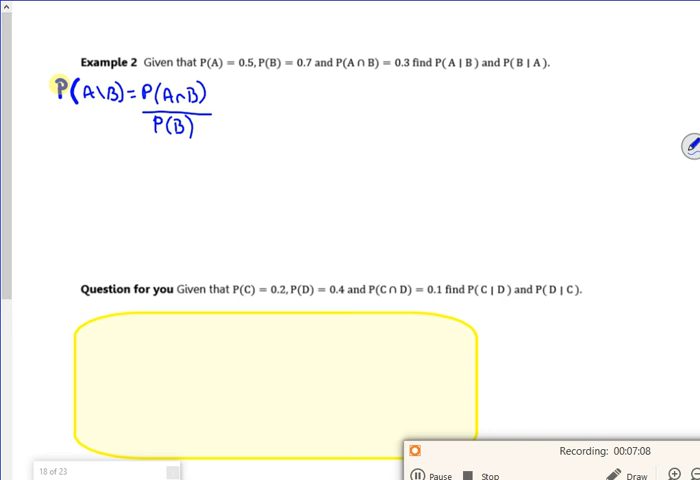 Example 2 Given that P(A) = 0.5, P(B) = 0.7 and P(A ∩ B) = 0.3 find P( A | B ) and P( B | A ).
P(A\B) = P(A∩B)
P(B)
Question for you Given that P(C) = 0.2, P(D) = 0.4 and P(C ∩ D) = 0.1 find P( C | D ) and P( D | C ).
Recording: 00:07:08
18 of 23
Pause Stop Draw